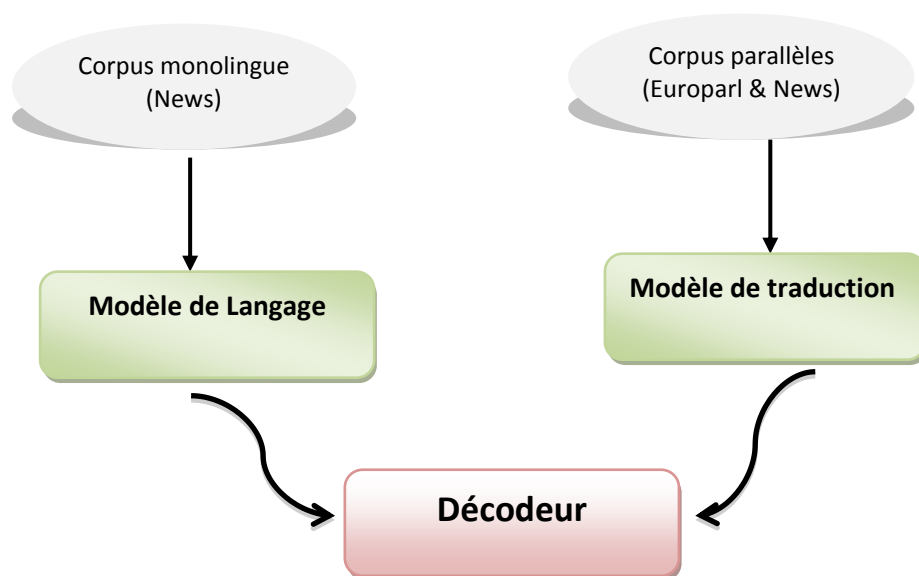 Corpus monolingue
(News)
Corpus parallèles
(Europarl & News)
Modèle de Langage
Modèle de traduction
Décodeur